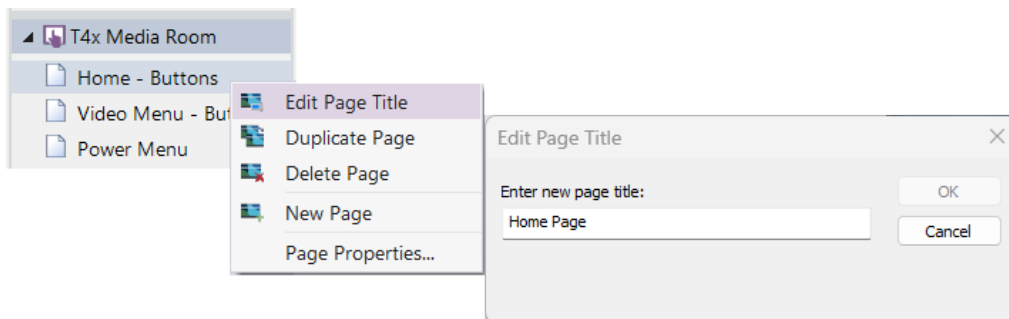 T4x Media Room
Home - Buttons
Video Menu - But
Power Menu
Edit Page Title
Duplicate Page
Delete Page
New Page
Page Properties...
Edit Page Title
Enter new page title:
Home Page
OK
Cancel